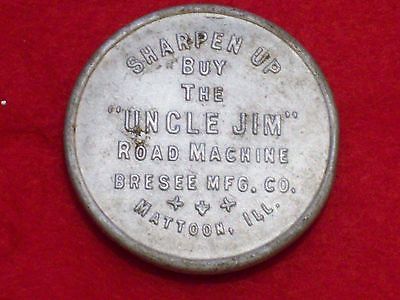 SHARPEN UP
BUY
THE
"UNCLE JIM"
ROAD MACHINE
BRESEE MFG. CO.
MATTOON, ILL.